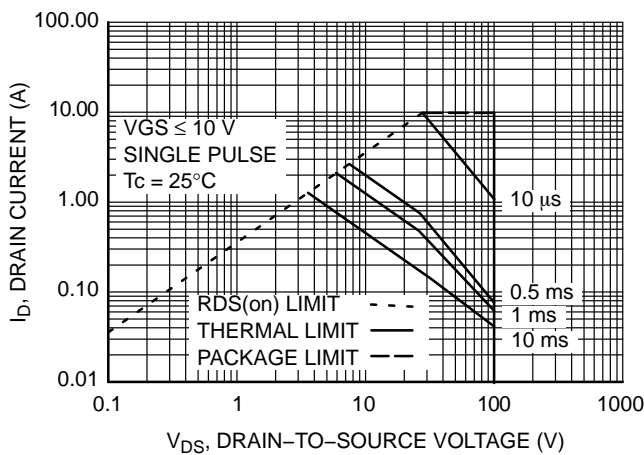 100.00
10.00
1.00
0.10
0.01
I_D, DRAIN CURRENT (A)
VGS ≤ 10 V
SINGLE PULSE
Tc = 25°C
10 µs
0.5 ms
1 ms
10 ms
RDS(on) LIMIT
THERMAL LIMIT
PACKAGE LIMIT
0.1 1 10 100 1000
V_DS, DRAIN−TO−SOURCE VOLTAGE (V)